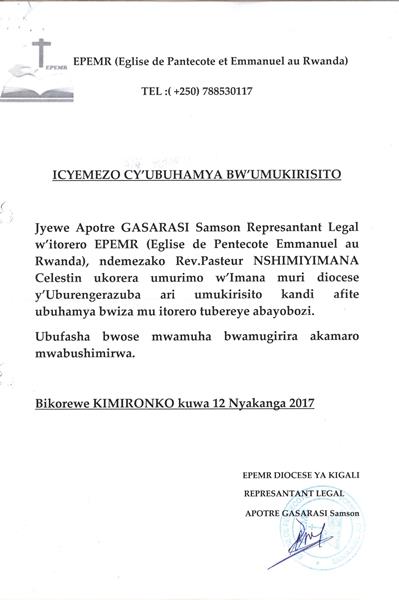 EPEMR
EPEMR (Eglise de Pantecote et Emmanuel au Rwanda)
TEL :( +250) 788530117
ICYEMEZO CY'UBUHAMYA BW'UMUKIRISITO
Jyewe Apotre GASARASI Samson Represantant Legal
w'itorero EPEMR (Eglise de Pentecote Emmanuel au
Rwanda), ndemezako Rev.Pasteur NSHIMIYIMANA
Celestin ukorera umurimo w'Imana muri diocese
y'Uburengerazuba ari umukirisito kandi afite
ubuhamya bwiza mu itorero tubereye abayobozi.
Ubufasha bwose mwamuha bwamugirira akamaro
mwabushimirwa.
Bikorewe KIMIRONKO kuwa 12 Nyakanga 2017
EPEMR DIOCESE YA KIGALI
REPRESANTANT LEGAL
APOTRE GASARASI Samson